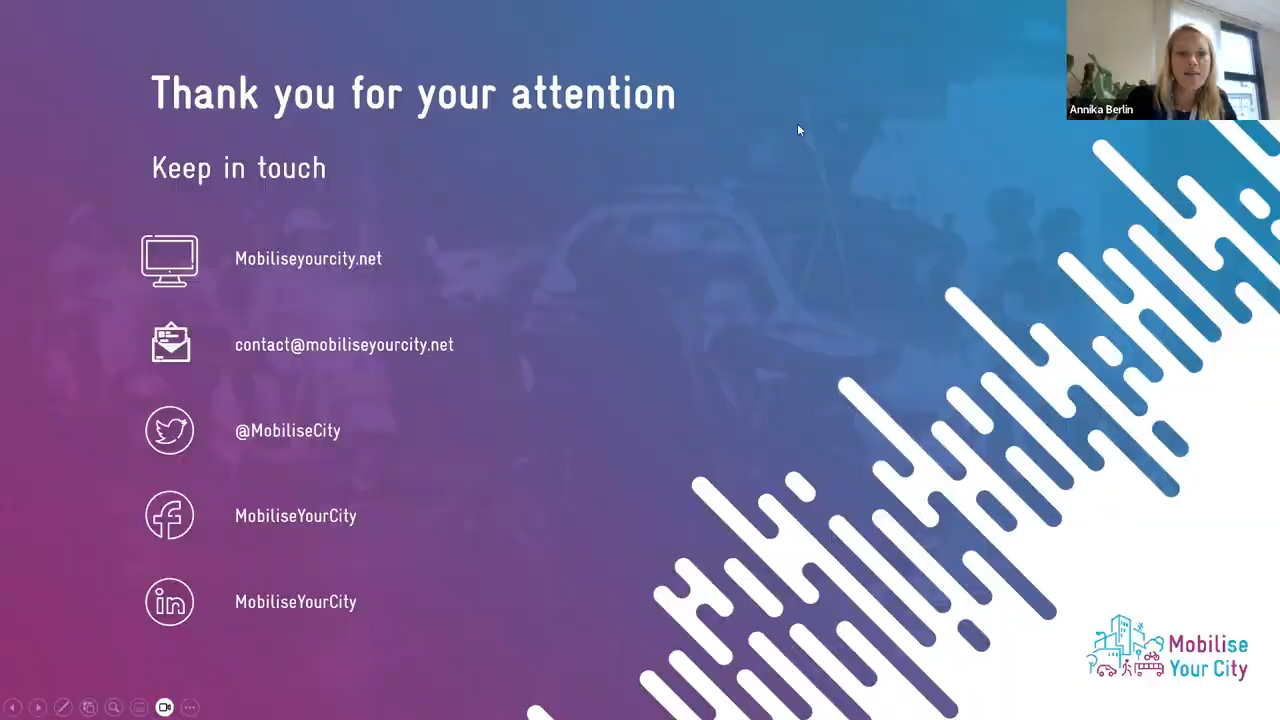 Thank you for your attention
Annika Berlin
Keep in touch
Mobiliseyourcity.net
contact@mobiliseyourcity.net
@MobiliseCity
MobiliseYourCity
MobiliseYourCity
Mobilise
Your City